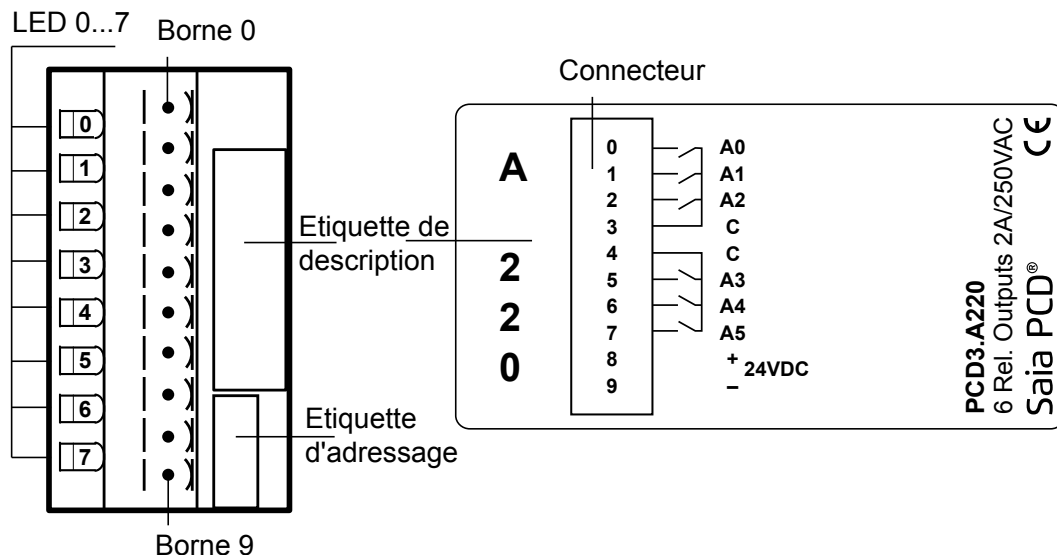 LED 0...7
Borne 0
0
1
2
3
4
5
6
7
Borne 9
Etiquette de
description
Etiquette
d'adressage
Connecteur
A
2
2
0
0 A0
1 A1
2 A2
3 C
4 C
5 A3
6 A4
7 A5
8 +
24VDC
9 –
PCD3.A220
6 Rel. Outputs 2A/250VAC
Saia PCD® CE